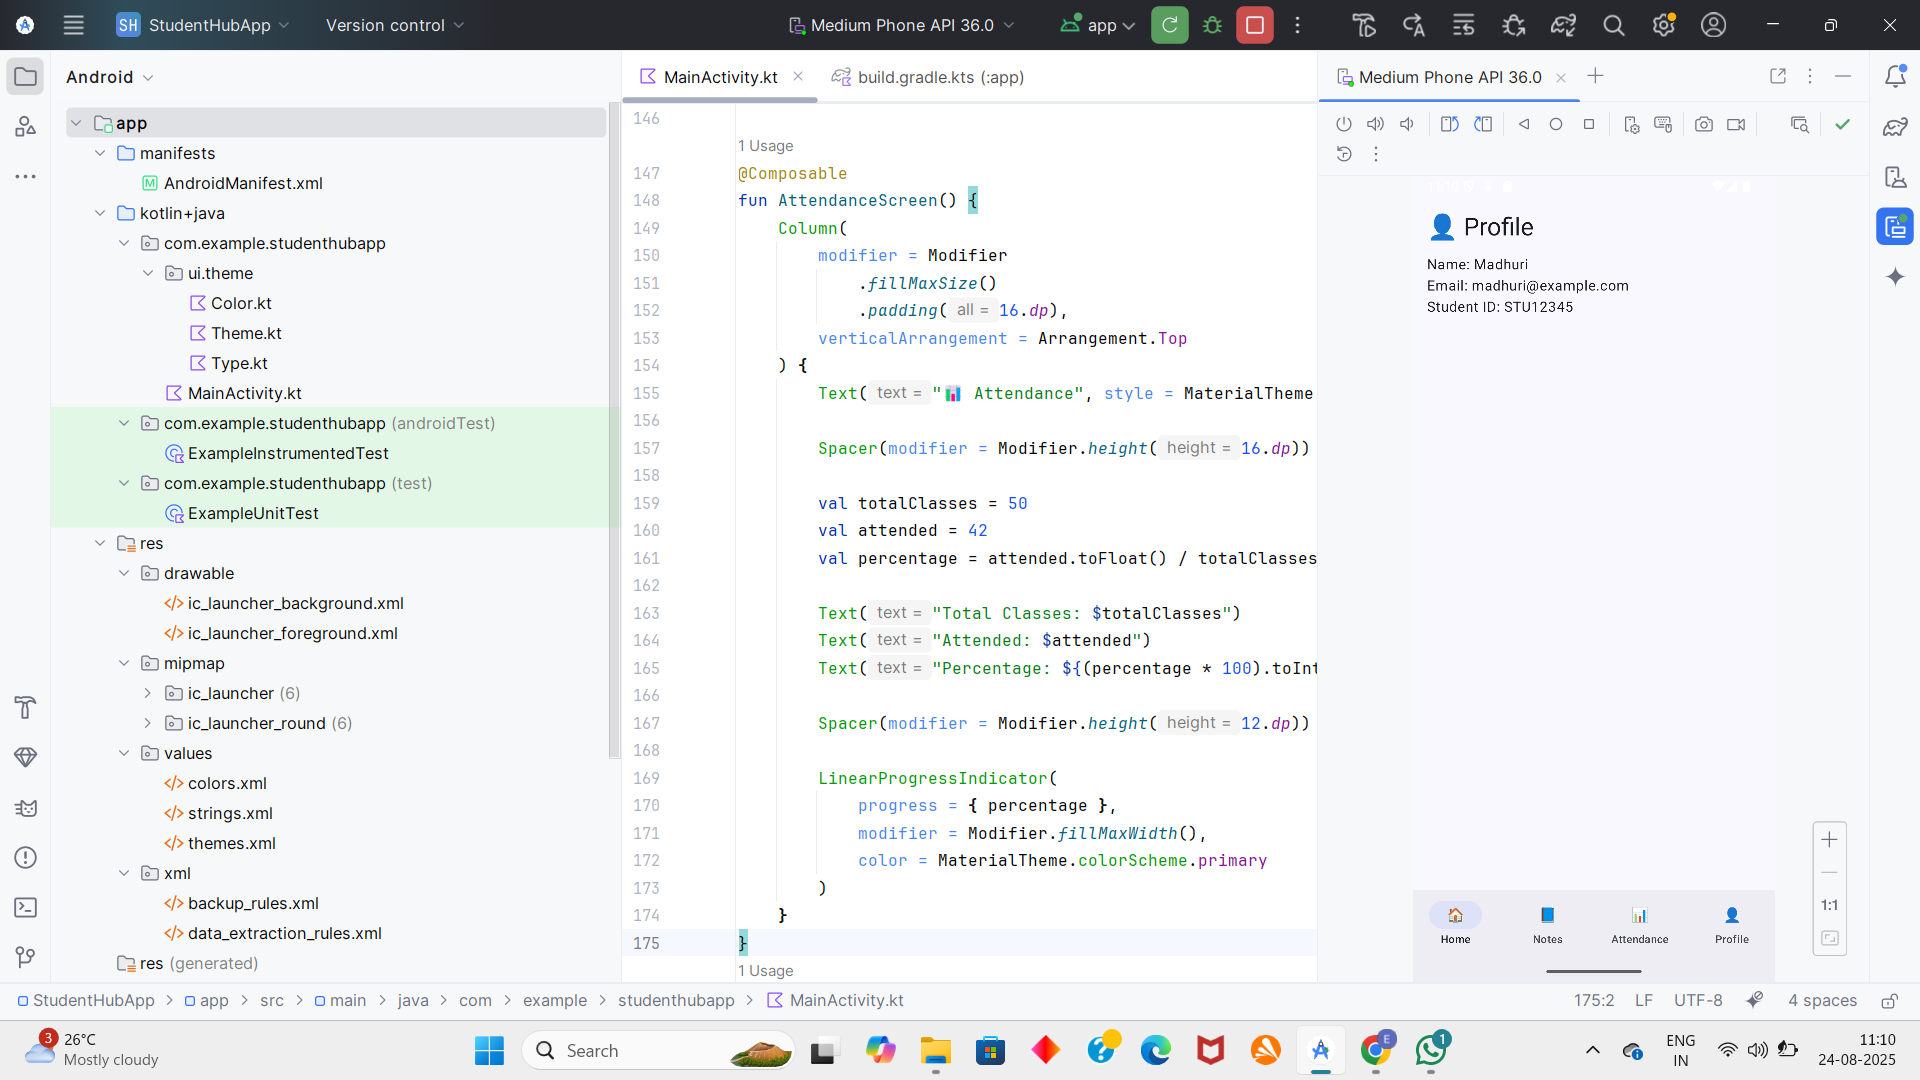 SH StudentHubApp
Version control
Medium Phone API 36.0
app
Android
MainActivity.kt
build.gradle.kts (:app)
Medium Phone API 36.0
app
manifests
AndroidManifest.xml
kotlin+java
com.example.studenthubapp
ui.theme
Color.kt
Theme.kt
Type.kt
MainActivity.kt
com.example.studenthubapp (androidTest)
ExampleInstrumentedTest
com.example.studenthubapp (test)
ExampleUnitTest
res
drawable
ic_launcher_background.xml
ic_launcher_foreground.xml
mipmap
ic_launcher (6)
ic_launcher_round (6)
values
colors.xml
strings.xml
themes.xml
xml
backup_rules.xml
data_extraction_rules.xml
res (generated)
146
1 Usage
147 @Composable
148 fun AttendanceScreen() {
149 Column(
150 modifier = Modifier
151 .fillMaxSize()
152 .padding( all = 16.dp),
153 verticalArrangement = Arrangement.Top
154 ) {
155 Text( text = "📊 Attendance", style = MaterialTheme
156
157 Spacer(modifier = Modifier.height( height = 16.dp))
158
159 val totalClasses = 50
160 val attended = 42
161 val percentage = attended.toFloat() / totalClasses
162
163 Text( text = "Total Classes: $totalClasses")
164 Text( text = "Attended: $attended")
165 Text( text = "Percentage: ${(percentage * 100).toInt
166
167 Spacer(modifier = Modifier.height( height = 12.dp))
168
169 LinearProgressIndicator(
170 progress = { percentage },
171 modifier = Modifier.fillMaxWidth(),
172 color = MaterialTheme.colorScheme.primary
173 )
174 }
175 }
1 Usage
👤 Profile
Name: Madhuri
Email: madhuri@example.com
Student ID: STU12345
Home
Notes
Attendance
Profile
1:1
StudentHubApp > app > src > main > java > com > example > studenthubapp > MainActivity.kt
175:2 LF UTF-8 4 spaces
3
26°C
Mostly cloudy
Search
E
1
ENG
IN
11:10
24-08-2025